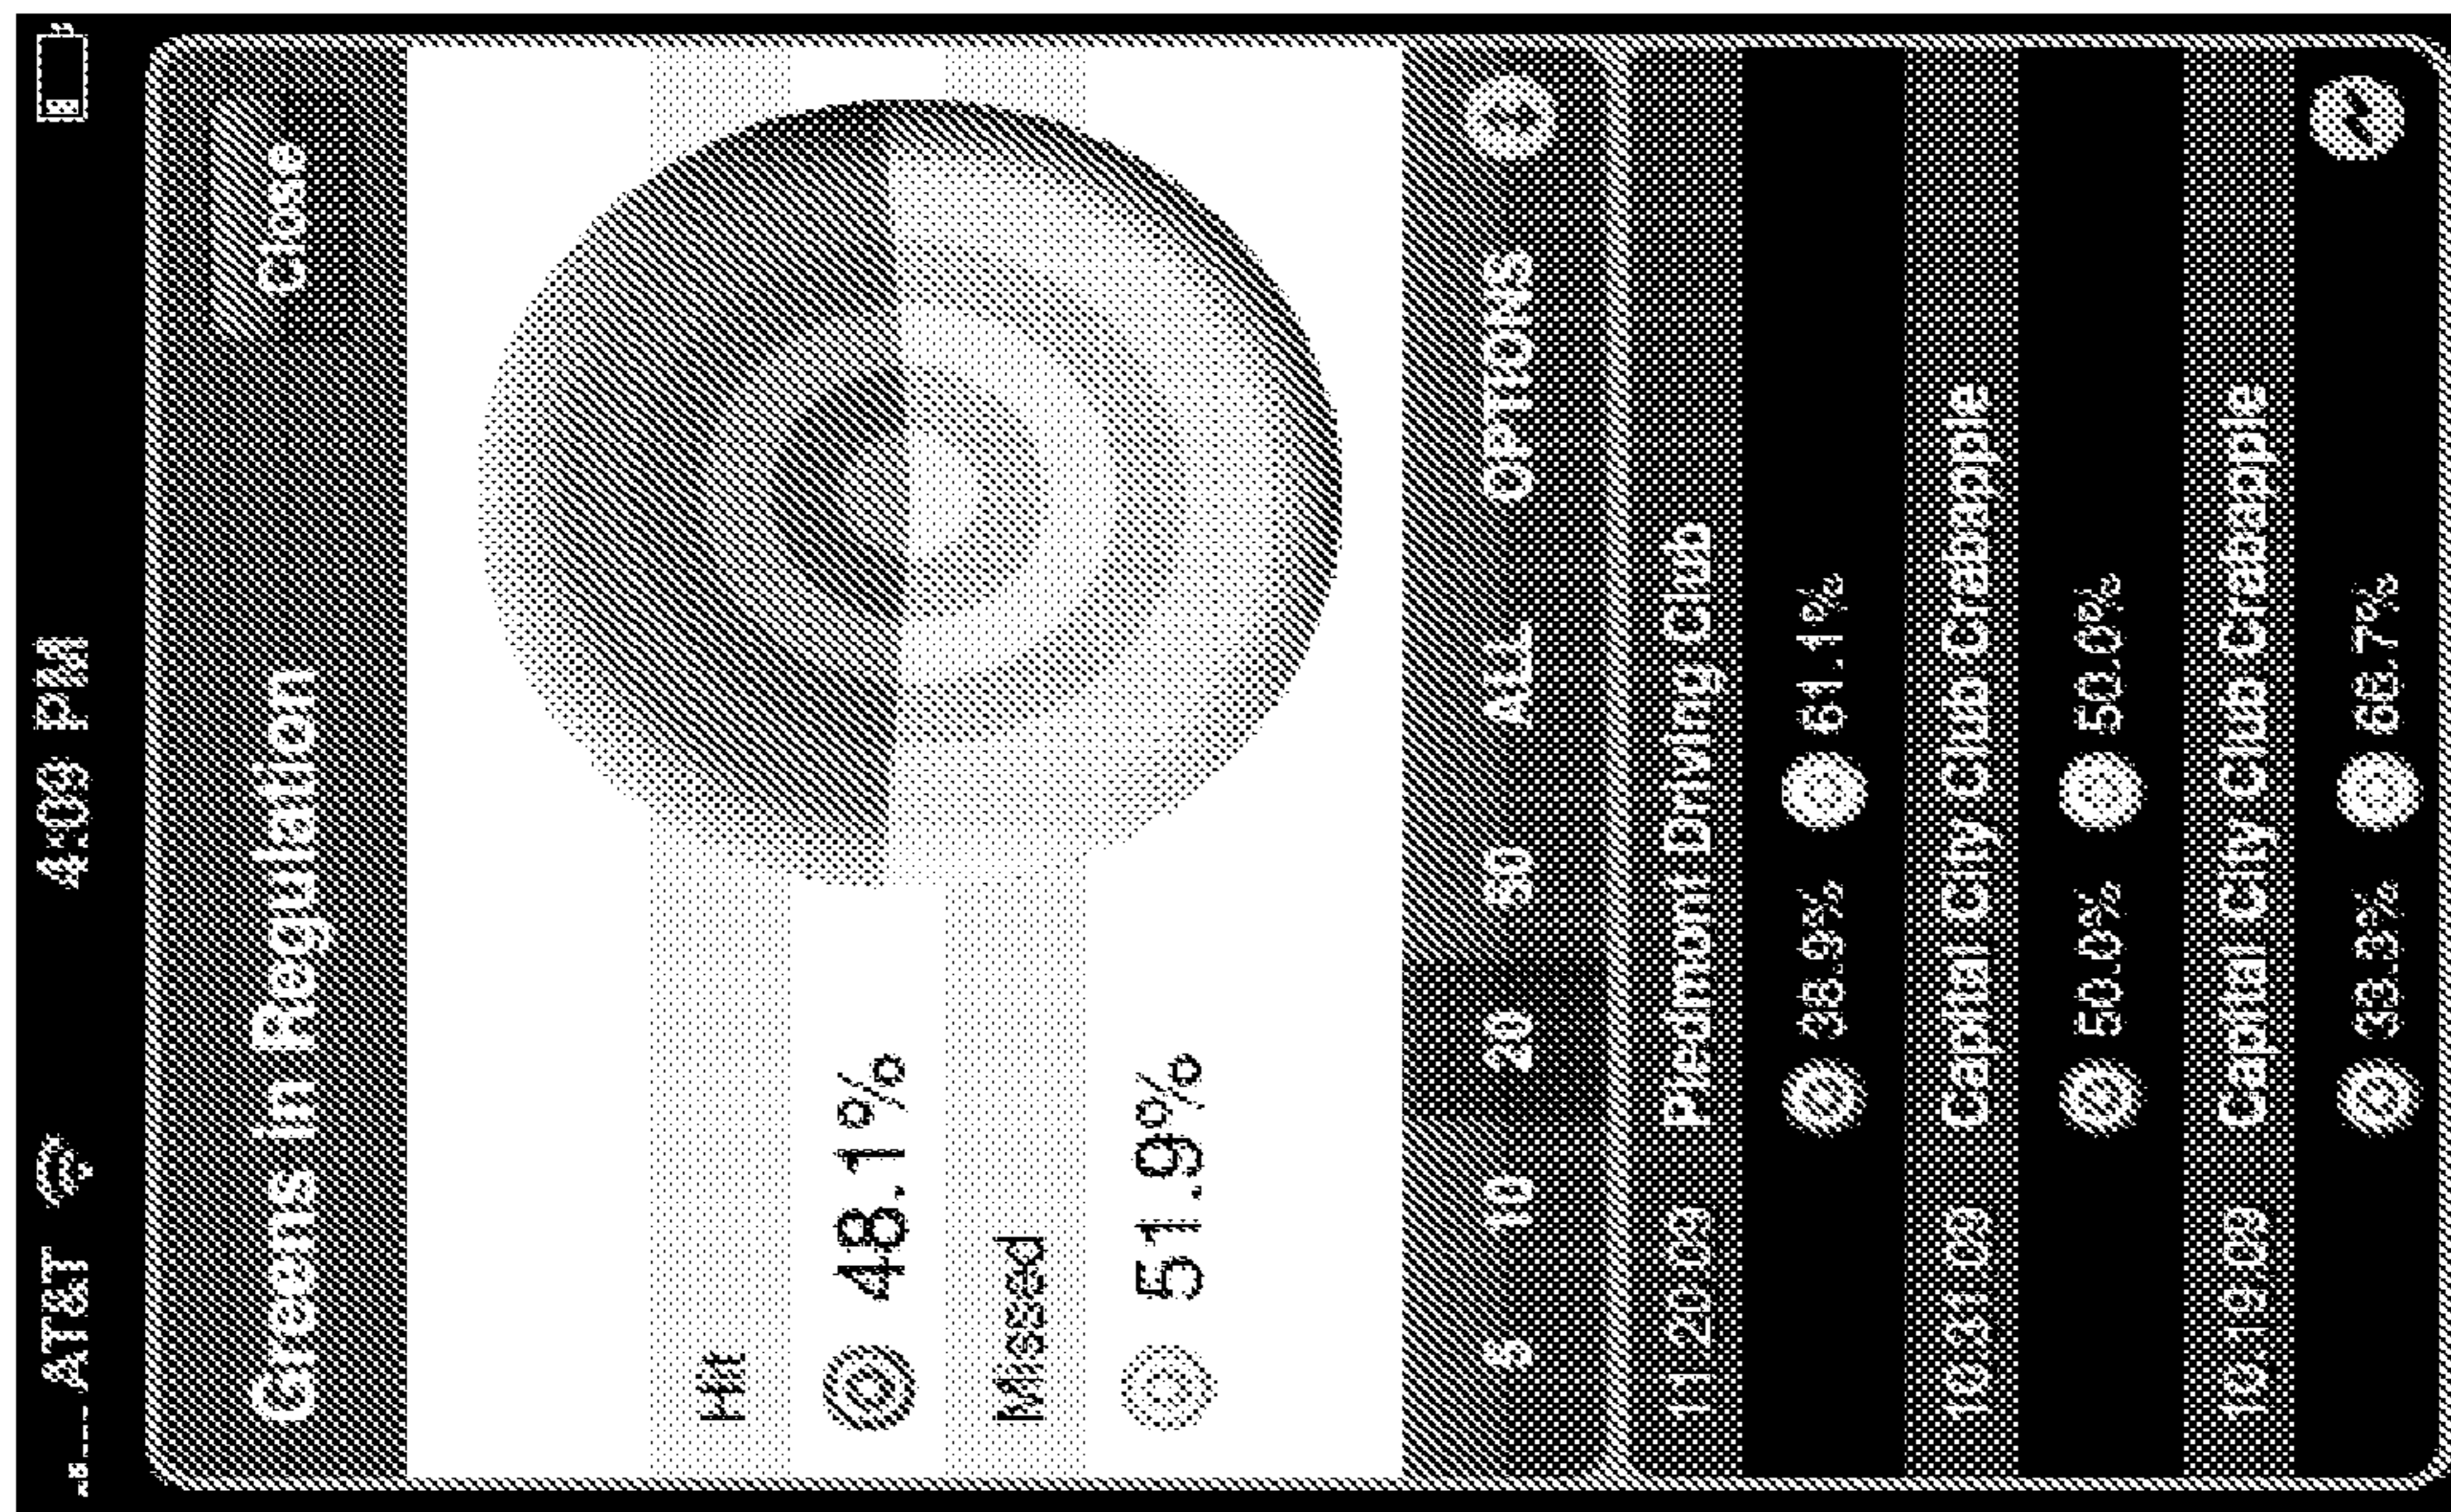 AT&T 4:09 PM
Greens In Regulation Close
Hit
48.1%
Missed
51.9%
5 10 20 50 ALL OPTIONS
11.20.09 Piedmont Driving Club
38.9% 61.1%
10.31.09 Capital City Club Crabapple
50.0% 50.0%
10.19.09 Capital City Club Crabapple
33.3% 66.7%